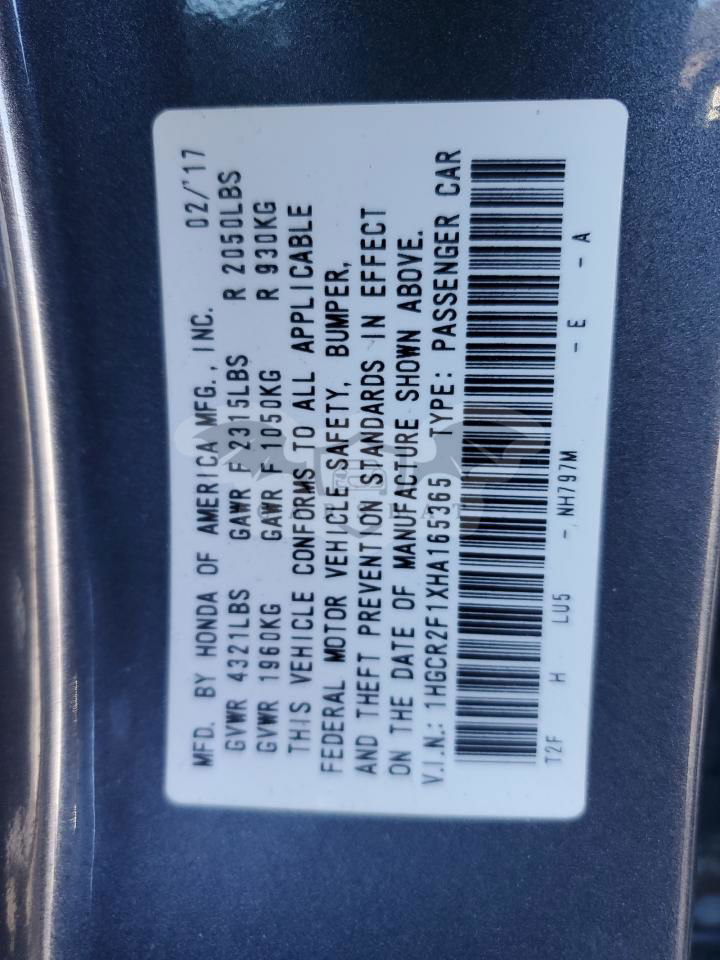 MFD. BY HONDA OF AMERICA MFG., INC. 02/'17
GVWR 4321LBS GAWR F 2315LBS R 2050LBS
GVWR 1960KG GAWR F 1050KG R 930KG
THIS VEHICLE CONFORMS TO ALL APPLICABLE
FEDERAL MOTOR VEHICLE SAFETY, BUMPER,
AND THEFT PREVENTION STANDARDS IN EFFECT
ON THE DATE OF MANUFACTURE SHOWN ABOVE.
V.I.N.: 1HGCR2F1XHA165365 TYPE: PASSENGER CAR
T2F H LU5 - NH797M - E - A